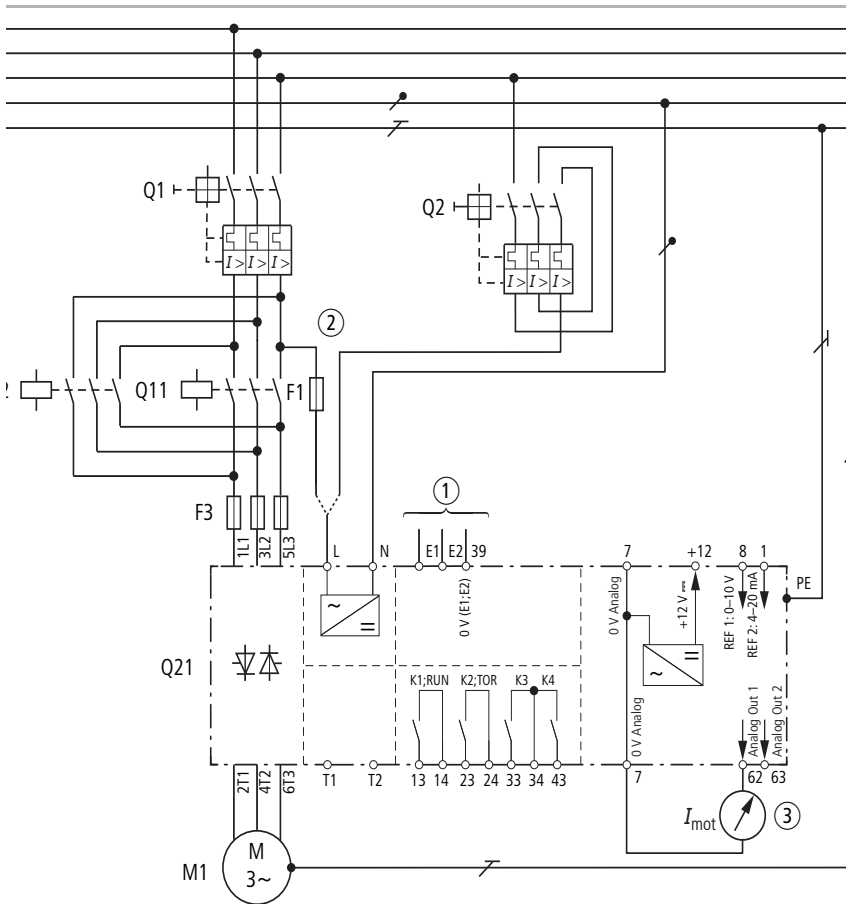 Q1
Q2
I> I> I>
I> I> I>
2
2
Q11
F1
1
F3
1L1
3L2
5L3
L
N
E1
E2
39
7
+12
8
1
PE
0 V (E1;E2)
0 V Analog
+12 V
REF 1: 0–10 V
REF 2: 4–20 mA
~
=
~
=
Q21
K1;RUN
K2;TOR
K3
K4
0 V Analog
Analog Out 1
Analog Out 2
2T1
4T2
6T3
T1
T2
13
14
23
24
33
34
43
7
62
63
Imot
3
M1
M
3~